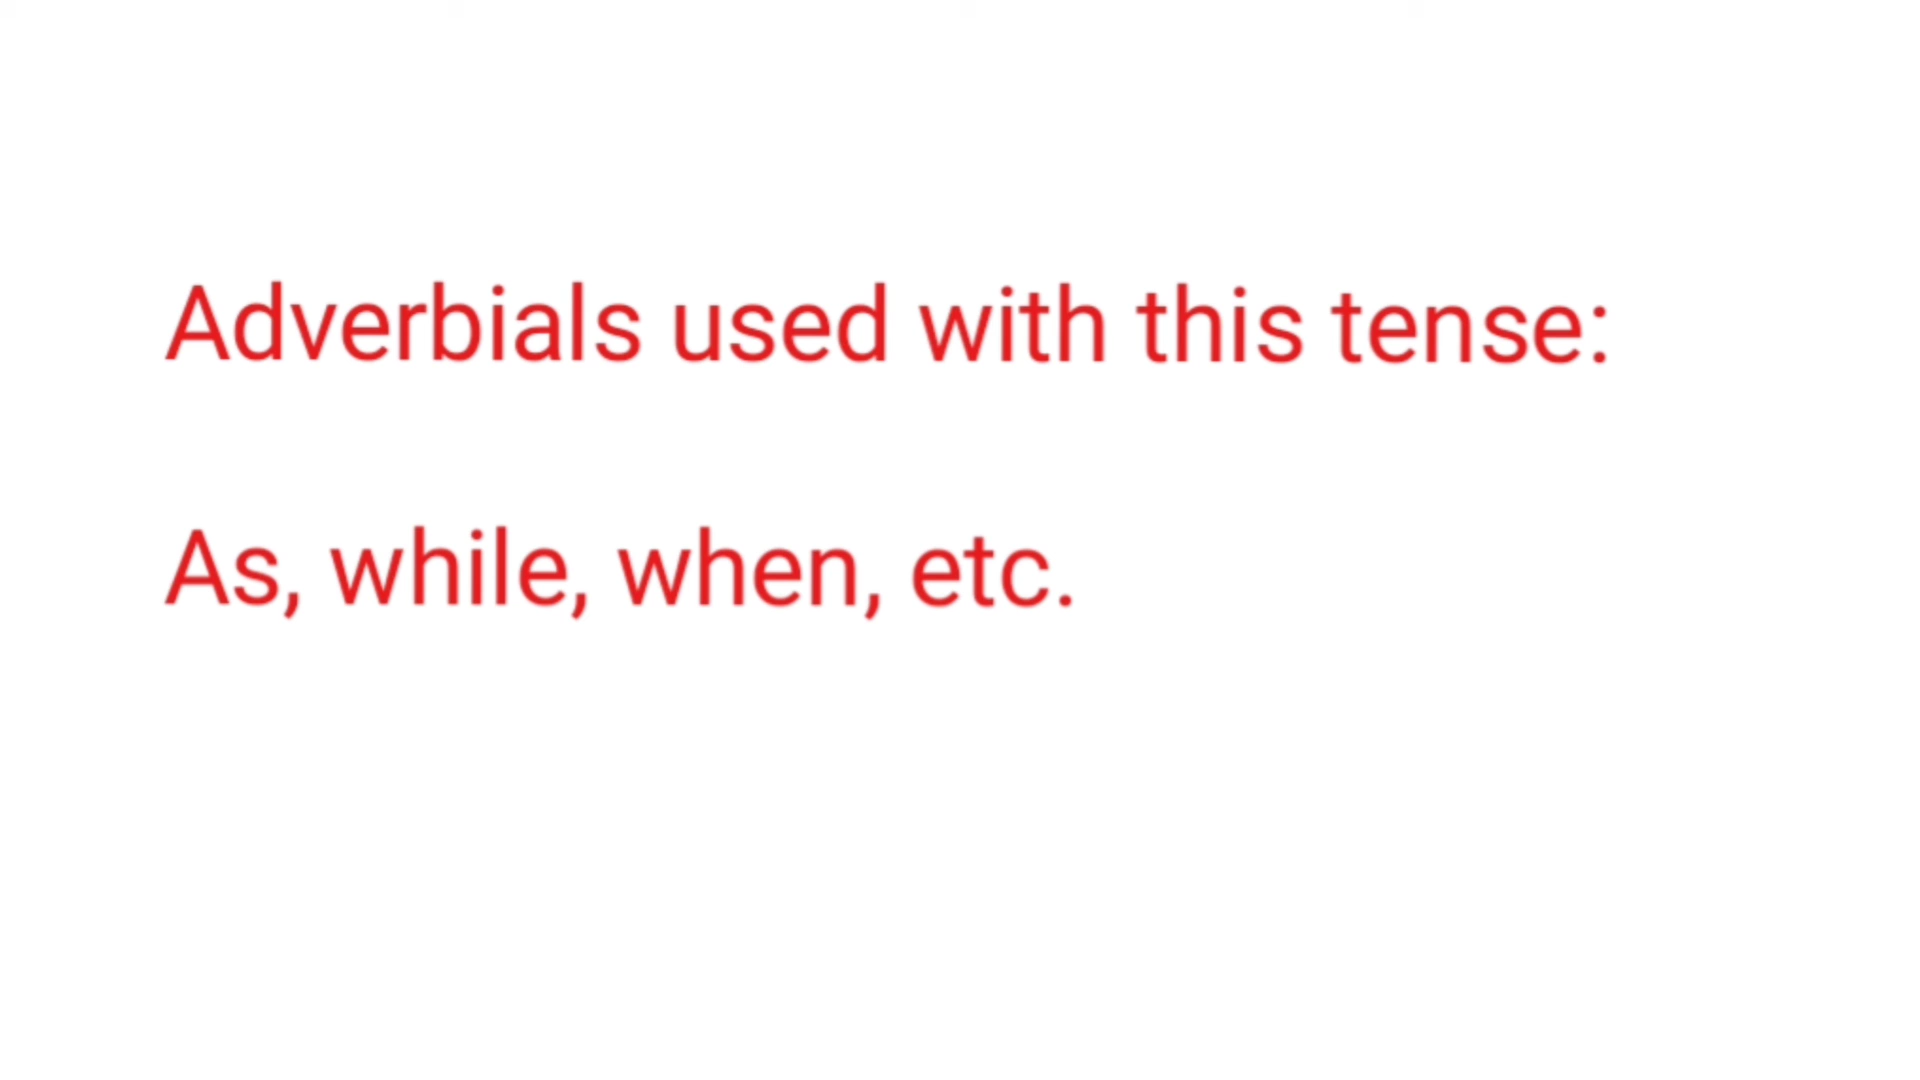 Adverbials used with this tense:
As, while, when, etc.